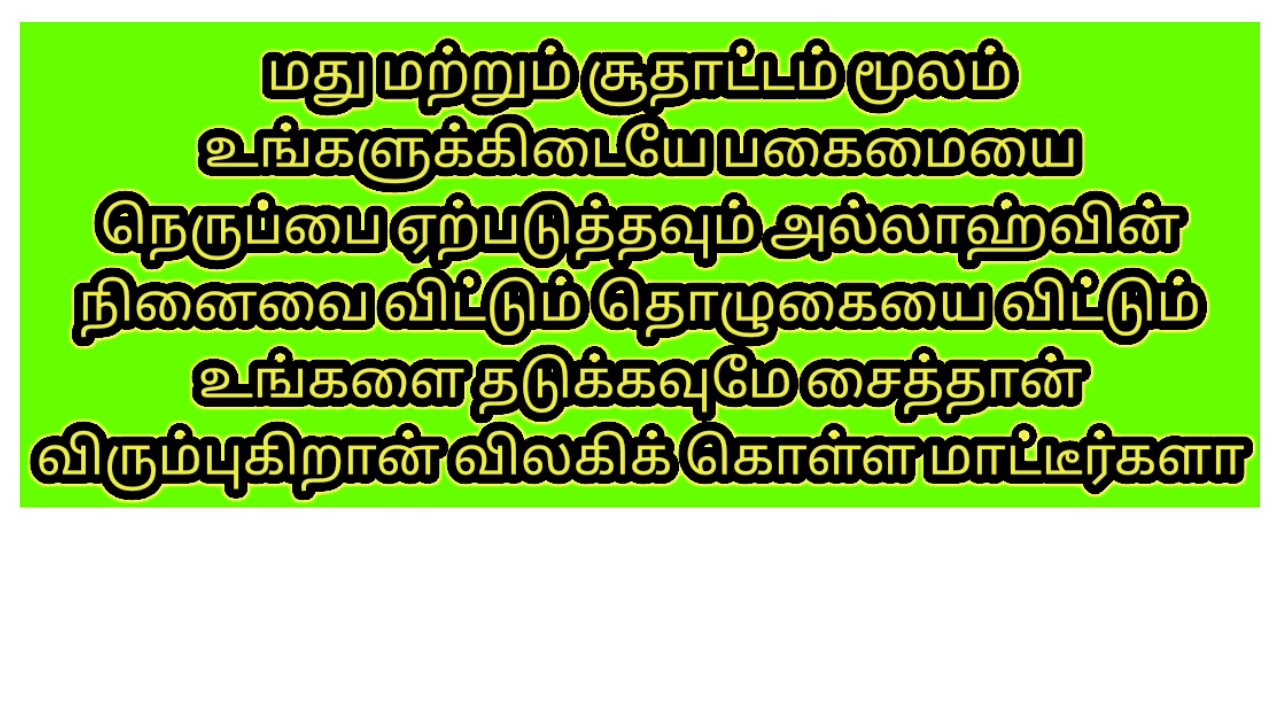 மது மற்றும் சூதாட்டம் மூலம்
உங்களுக்கிடையே பகைமையை
நெருப்பை ஏற்படுத்தவும் அல்லாஹ்வின்
நினைவை விட்டும் தொழுகையை விட்டும்
உங்களை தடுக்கவுமே சைத்தான்
விரும்புகிறான் விலகிக் கொள்ள மாட்டீர்களா